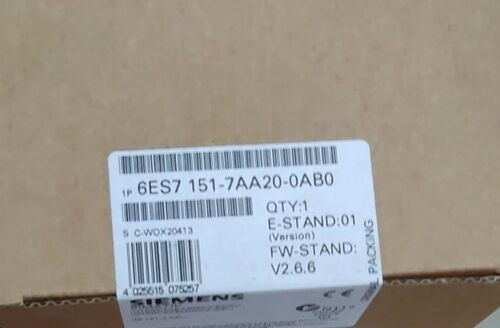 1P 6ES7 151-7AA20-0AB0
QTY:1
S C-WOX20413
E-STAND:01
(Version)
FW-STAND:
V2.6.6
4 025515 075257
SIEMENS
PACKING